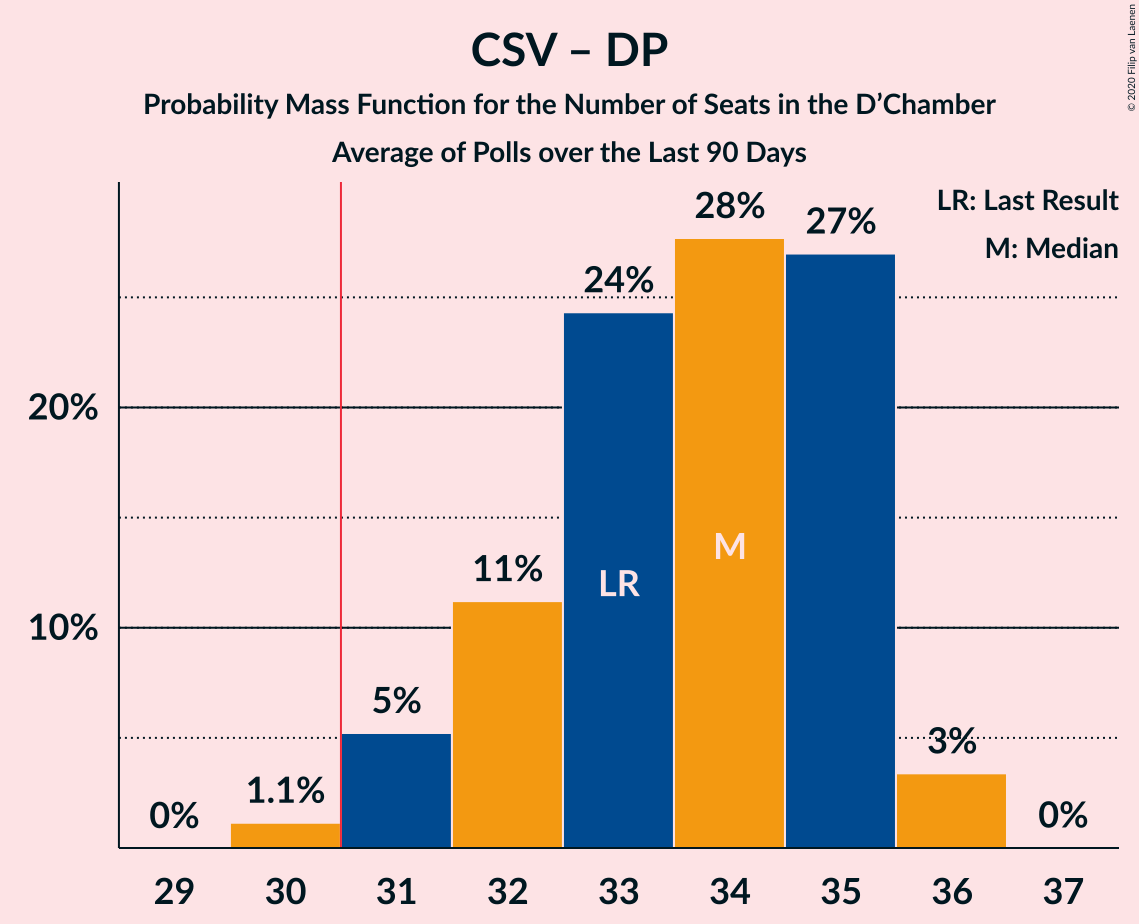 © 2020 Filip van Laenen
CSV – DP
Probability Mass Function for the Number of Seats in the D’Chamber
Average of Polls over the Last 90 Days
LR: Last Result
M: Median
28%
27%
24%
20%
M
11%
LR
10%
5%
3%
1.1%
0%
0%
29 30 31 32 33 34 35 36 37